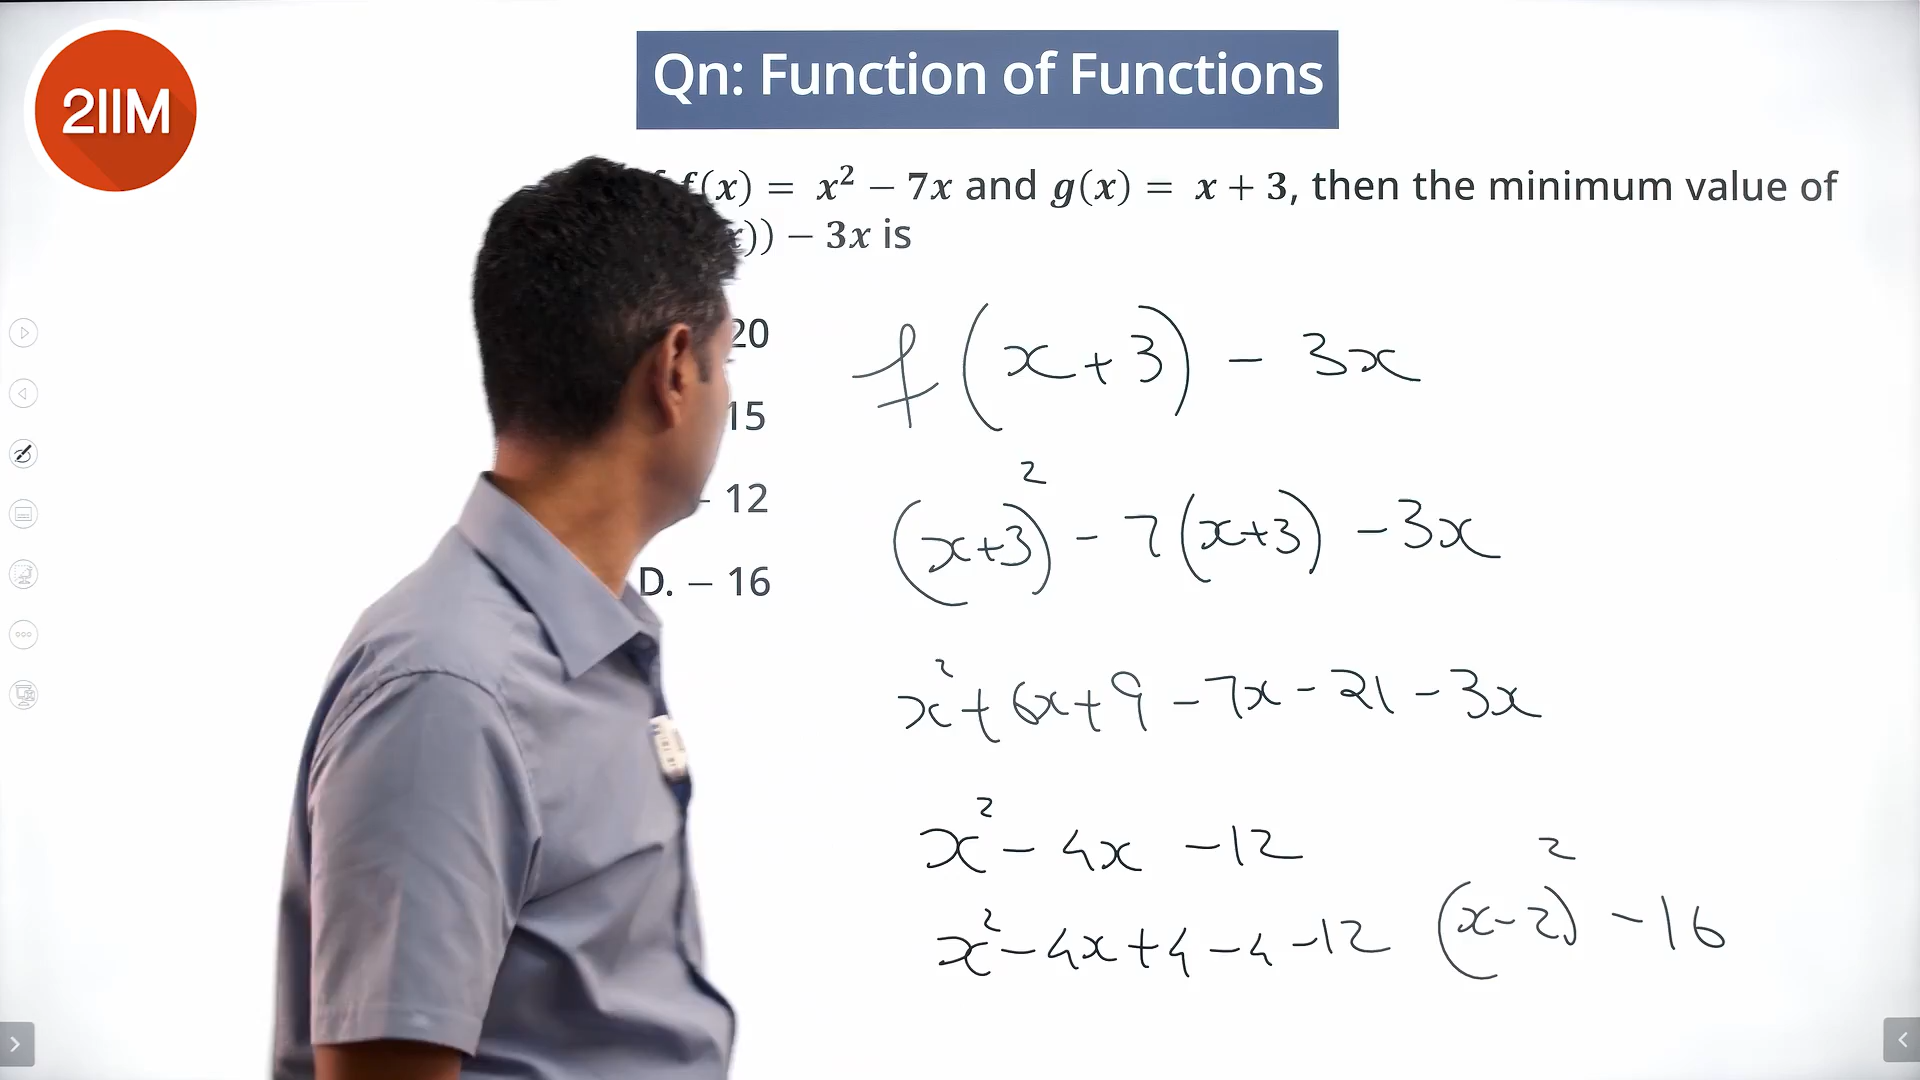 2IIM
Qn: Function of Functions
f(x) = x² − 7x and g(x) = x + 3, then the minimum value of
)) − 3x is
20
15
− 12
D. − 16
f(x+3) - 3x
(x+3)² - 7(x+3) - 3x
x² + 6x + 9 - 7x - 21 - 3x
x² - 4x - 12
x² - 4x + 4 - 4 - 12 (x-2)² - 16